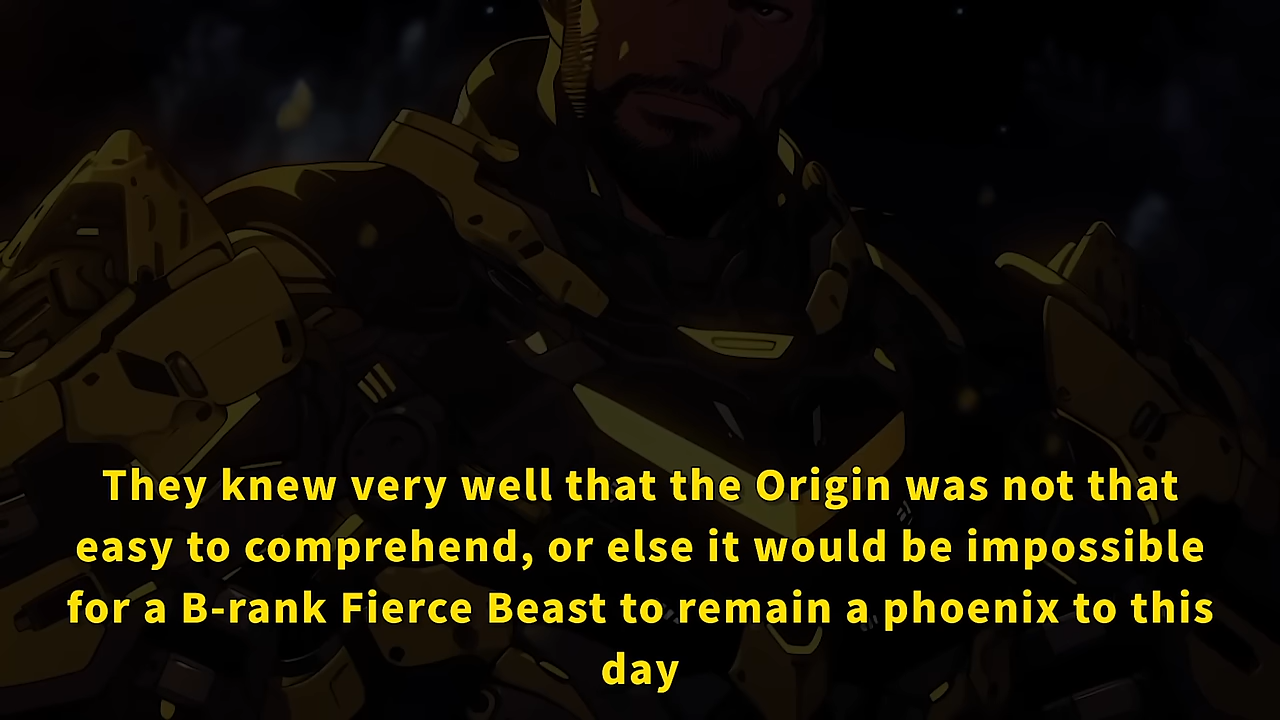 They knew very well that the Origin was not that
easy to comprehend, or else it would be impossible
for a B-rank Fierce Beast to remain a phoenix to this
day